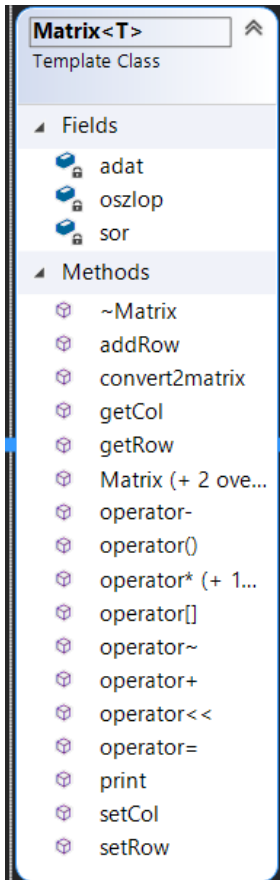 Matrix<T>
Template Class
Fields
adat
oszlop
sor
Methods
~Matrix
addRow
convert2matrix
getCol
getRow
Matrix (+ 2 ove...
operator-
operator()
operator* (+ 1...
operator[]
operator~
operator+
operator<<
operator=
print
setCol
setRow